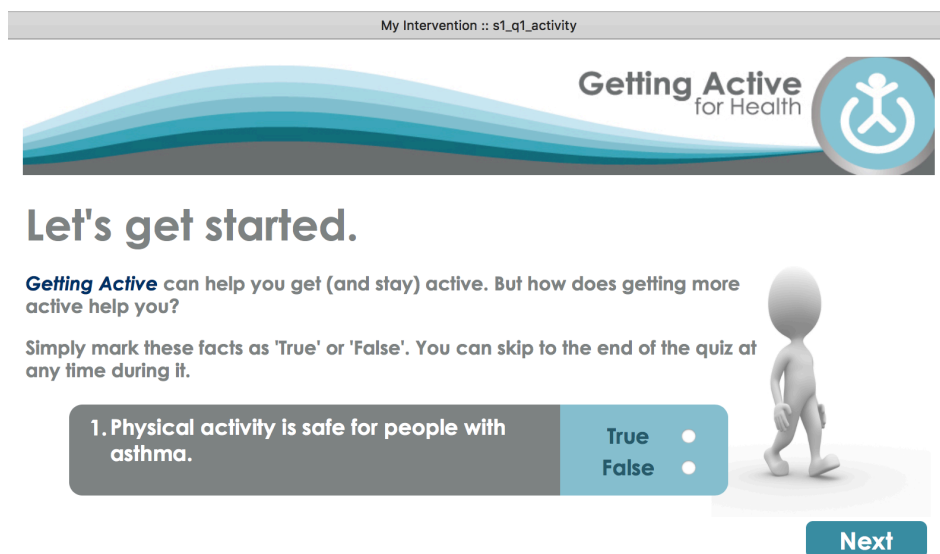 My Intervention :: s1_q1_activity
Getting Active
for Health
Let's get started.
Getting Active can help you get (and stay) active. But how does getting more
active help you?
Simply mark these facts as 'True' or 'False'. You can skip to the end of the quiz at
any time during it.
1. Physical activity is safe for people with
asthma.
True
False
Next